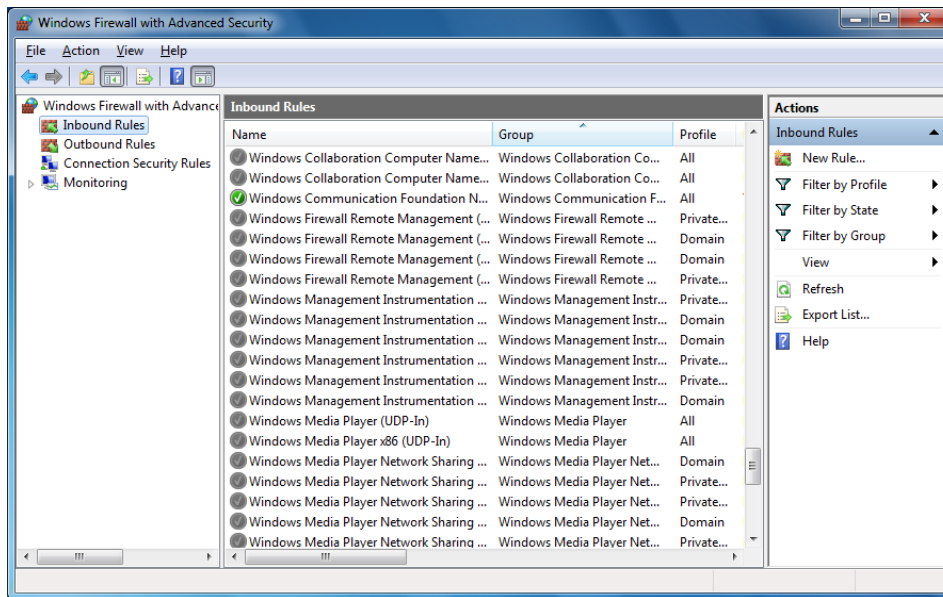 Windows Firewall with Advanced Security
File Action View Help
Windows Firewall with Advance
Inbound Rules
Outbound Rules
Connection Security Rules
Monitoring
Inbound Rules
Name Group Profile
Windows Collaboration Computer Name... Windows Collaboration Co... All
Windows Collaboration Computer Name... Windows Collaboration Co... All
Windows Communication Foundation N... Windows Communication F... All
Windows Firewall Remote Management (... Windows Firewall Remote ... Private...
Windows Firewall Remote Management (... Windows Firewall Remote ... Domain
Windows Firewall Remote Management (... Windows Firewall Remote ... Domain
Windows Firewall Remote Management (... Windows Firewall Remote ... Private...
Windows Management Instrumentation ... Windows Management Instr... Private...
Windows Management Instrumentation ... Windows Management Instr... Domain
Windows Management Instrumentation ... Windows Management Instr... Domain
Windows Management Instrumentation ... Windows Management Instr... Private...
Windows Management Instrumentation ... Windows Management Instr... Private...
Windows Management Instrumentation ... Windows Management Instr... Domain
Windows Media Player (UDP-In) Windows Media Player All
Windows Media Player x86 (UDP-In) Windows Media Player All
Windows Media Player Network Sharing ... Windows Media Player Net... Domain
Windows Media Player Network Sharing ... Windows Media Player Net... Private...
Windows Media Player Network Sharing ... Windows Media Player Net... Private...
Windows Media Player Network Sharing ... Windows Media Player Net... Domain
Windows Media Player Network Sharing ... Windows Media Player Net... Private...
Actions
Inbound Rules
New Rule...
Filter by Profile
Filter by State
Filter by Group
View
Refresh
Export List...
Help